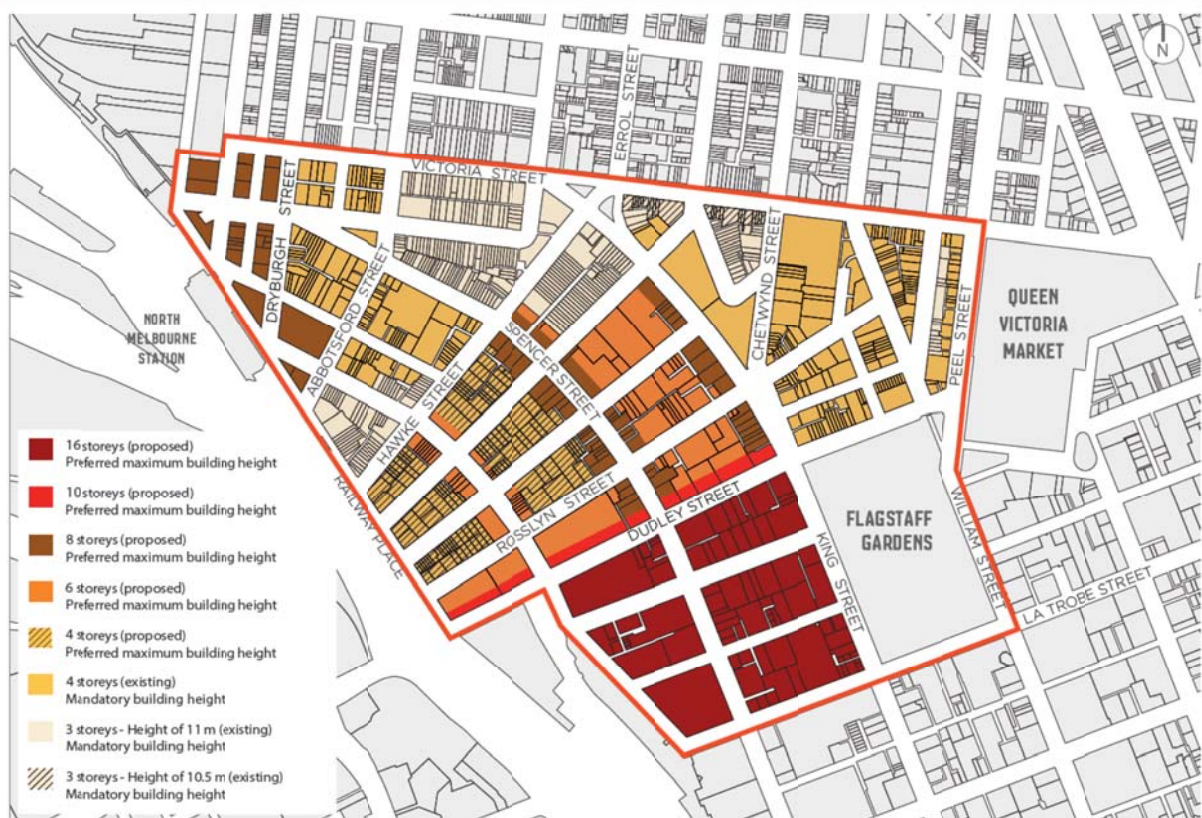 N
ERROL STREET
VICTORIA STREET
STREET
DRYBURGH
ABBOTSFORD STREET
CHETWYND STREET
PEEL STREET
QUEEN
VICTORIA
MARKET
NORTH
MELBOURNE
STATION
SPENCER STREET
HAWKE STREET
RAILWAY PLACE
ROSSLYN STREET
DUDLEY STREET
FLAGSTAFF
GARDENS
KING STREET
WILLIAM STREET
LA TROBE STREET
16 storeys (proposed)
Preferred maximum building height
10 storeys (proposed)
Preferred maximum building height
8 storeys (proposed)
Preferred maximum building height
6 storeys (proposed)
Preferred maximum building height
4 storeys (proposed)
Preferred maximum building height
4 storeys (existing)
Mandatory building height
3 storeys - Height of 11 m (existing)
Mandatory building height
3 storeys - Height of 10.5 m (existing)
Mandatory building height